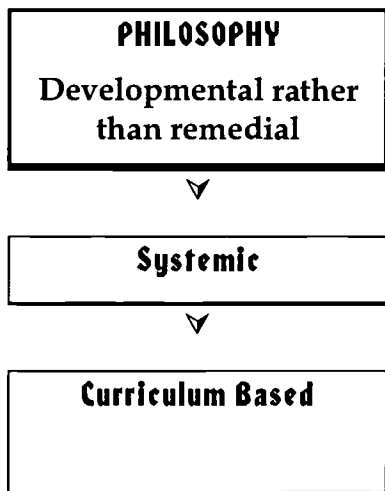 PHILOSOPHY
Developmental rather
than remedial
Systemic
Curriculum Based